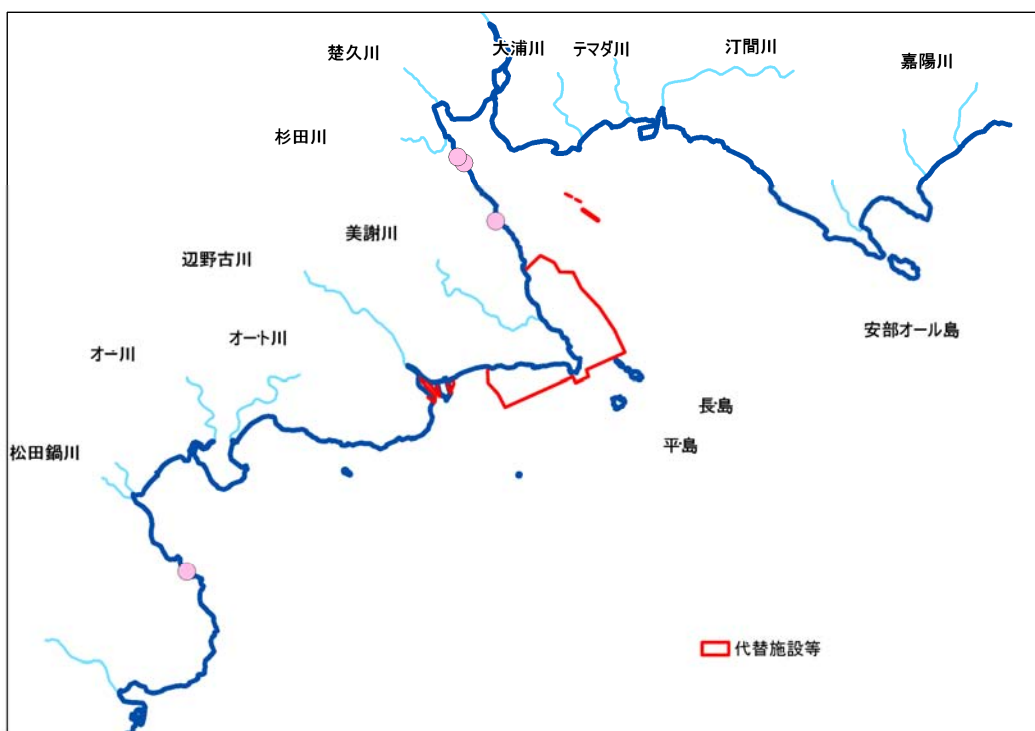 楚久川
大浦川
テマダ川
汀間川
嘉陽川
杉田川
美謝川
辺野古川
安部オール島
オー川
オート川
長島
平島
松田鍋川
代替施設等